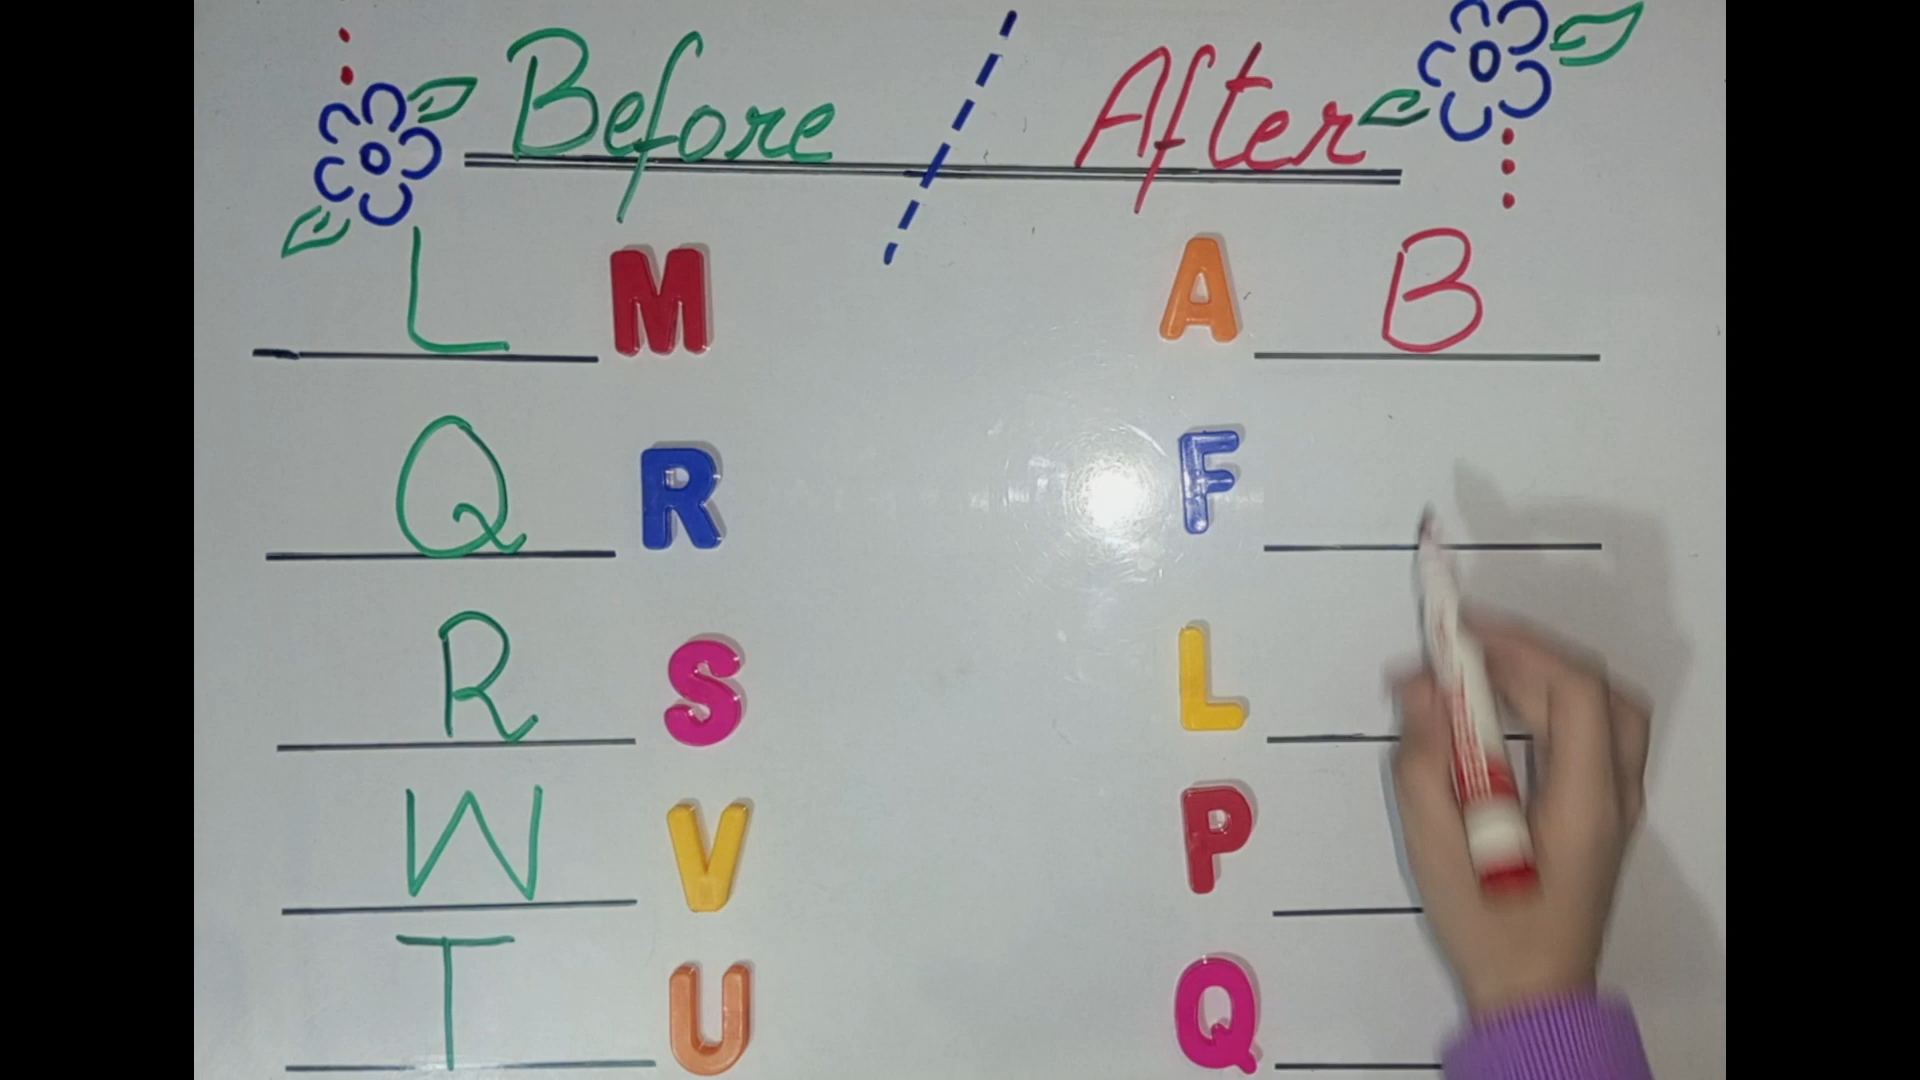 Before After
L M A B
Q R F
R S L
W V P
T U Q